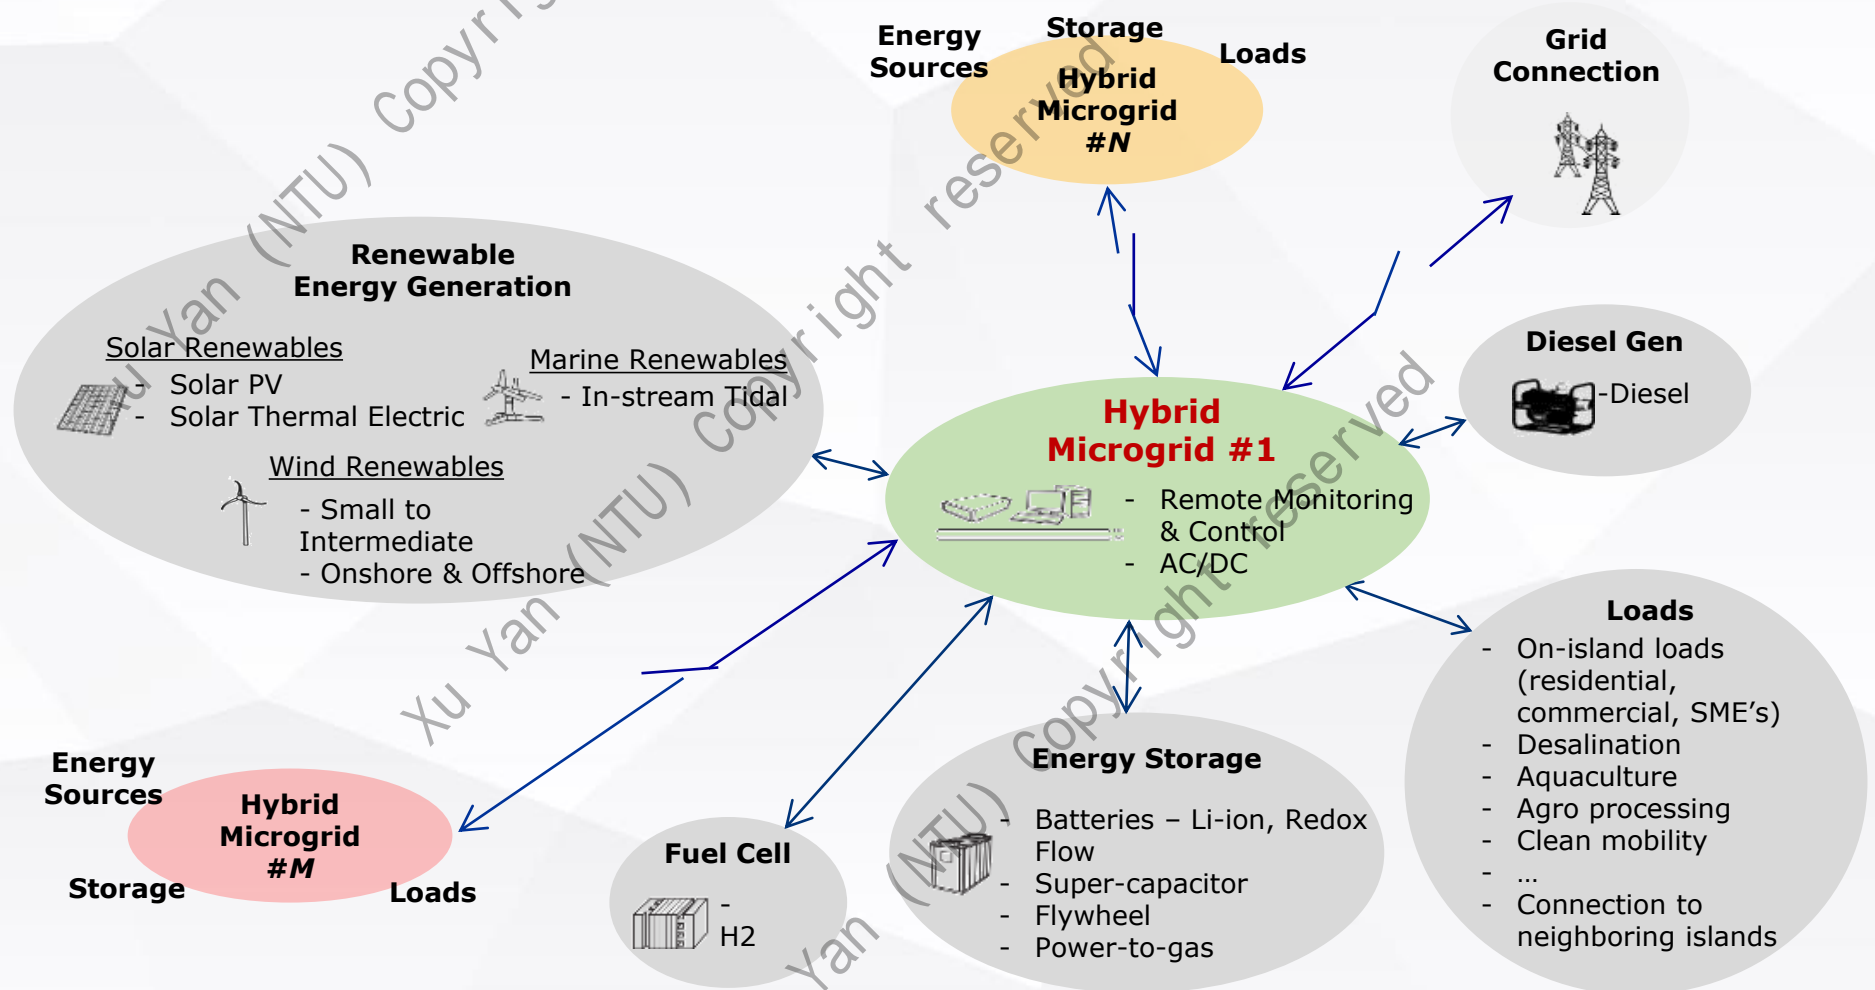 Energy
Sources
Storage
Loads
Hybrid
Microgrid
#N
Grid
Connection
Renewable
Energy Generation
Solar Renewables
- Solar PV
- Solar Thermal Electric
Marine Renewables
- In-stream Tidal
Wind Renewables
- Small to
Intermediate
- Onshore & Offshore
Diesel Gen
-Diesel
Hybrid
Microgrid #1
- Remote Monitoring
& Control
- AC/DC
Loads
- On-island loads
(residential,
commercial, SME's)
- Desalination
- Aquaculture
- Agro processing
- Clean mobility
- …
- Connection to
neighboring islands
Energy Storage
- Batteries – Li-ion, Redox
Flow
- Super-capacitor
- Flywheel
- Power-to-gas
Fuel Cell
-
H2
Energy
Sources
Hybrid
Microgrid
#M
Storage
Loads
Xu Yan (NTU) Copyr
Xu Yan (NTU) Copyright reserved
Yan (NTU) Copyright reserved